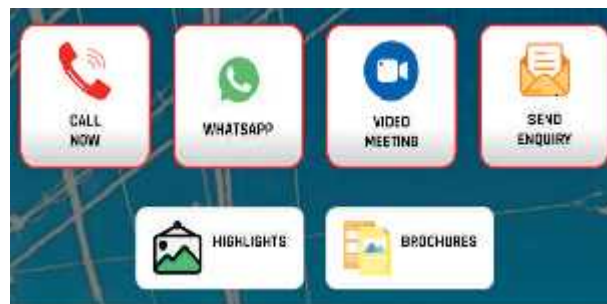 CALL
NOW
WHATSAPP
VIDEO
MEETING
SEND
ENQUIRY
HIGHLIGHTS
BROCHURES